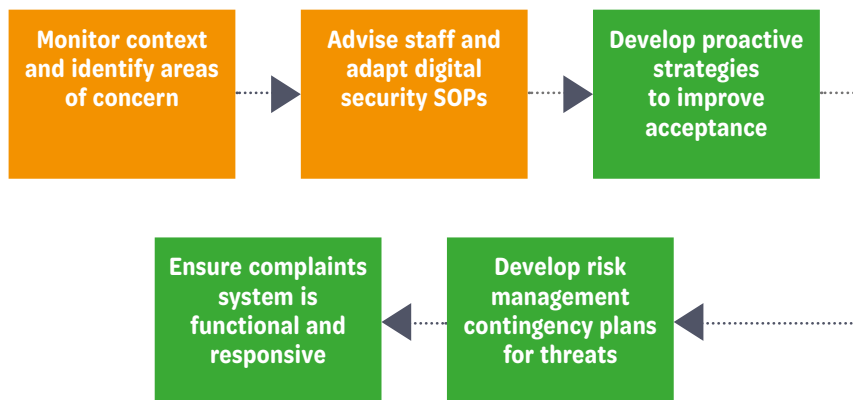 Monitor context
and identify areas
of concern
Advise staff and
adapt digital
security SOPs
Develop proactive
strategies
to improve
acceptance
Develop risk
management
contingency plans
for threats
Ensure complaints
system is
functional and
responsive